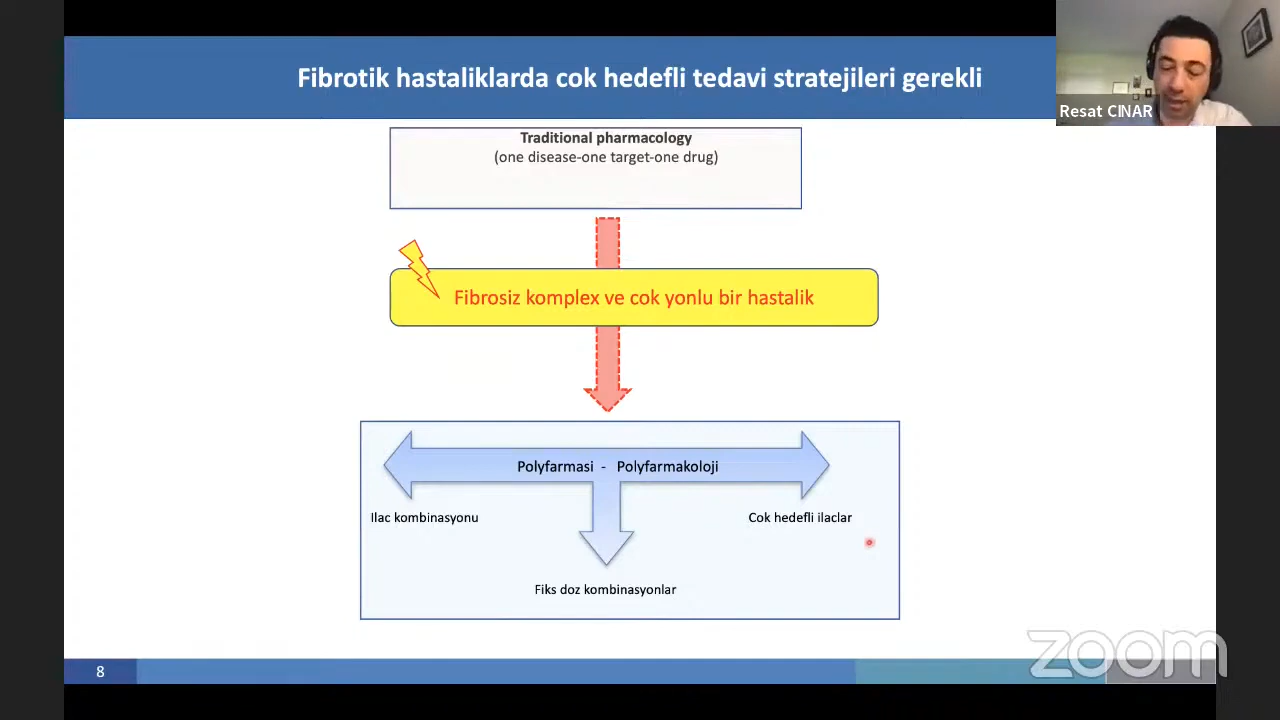 Fibrotik hastaliklarda cok hedefli tedavi stratejileri gerekli
Resat CINAR
Traditional pharmacology
(one disease-one target-one drug)
Fibrosiz komplex ve cok yonlu bir hastalik
Polyfarmasi - Polyfarmakoloji
Ilac kombinasyonu
Cok hedefli ilaclar
Fiks doz kombinasyonlar
8
zoom